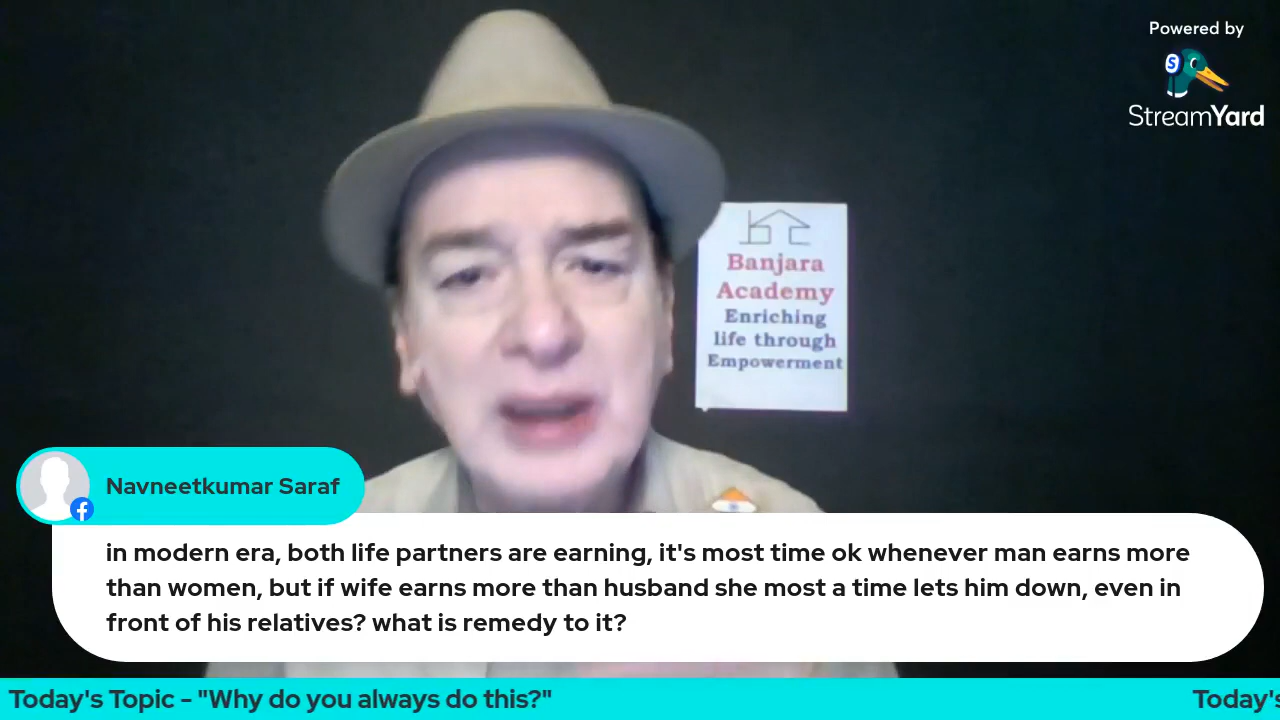 Powered by
StreamYard
Banjara
Academy
Enriching
life through
Empowerment
Navneetkumar Saraf
in modern era, both life partners are earning, it's most time ok whenever man earns more
than women, but if wife earns more than husband she most a time lets him down, even in
front of his relatives? what is remedy to it?
Today's Topic - "Why do you always do this?"
Today's